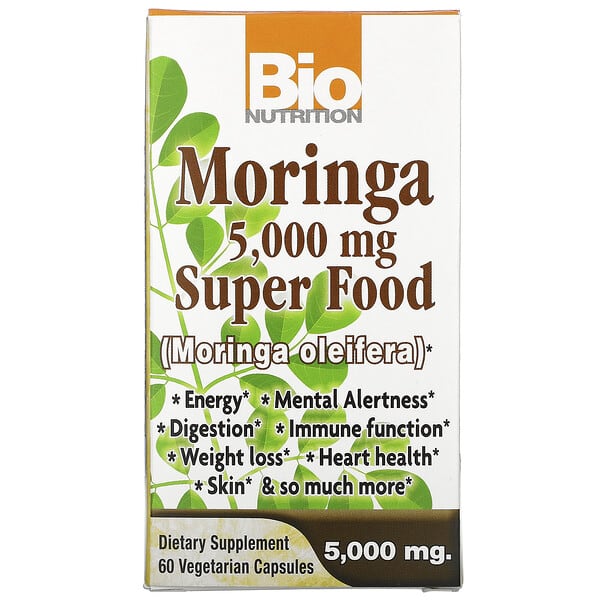 Bio
NUTRITION
Moringa
5,000 mg
Super Food
(Moringa oleifera)*
* Energy* * Mental Alertness*
* Digestion* * Immune function*
* Weight loss* * Heart health*
* Skin* & so much more*
Dietary Supplement
60 Vegetarian Capsules
5,000 mg.